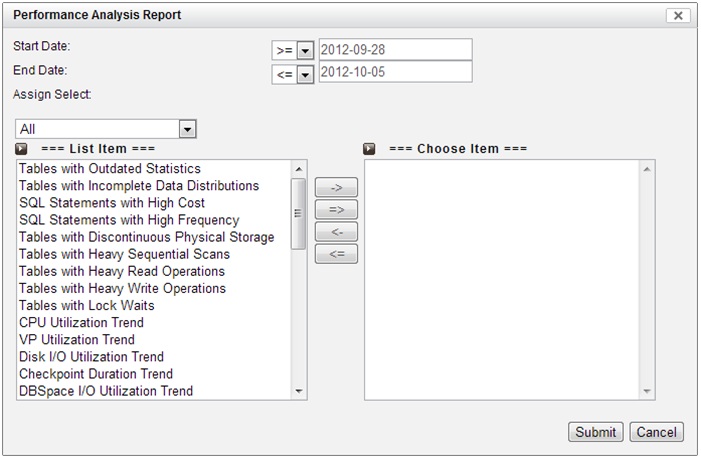 Performance Analysis Report
Start Date: >= 2012-09-28
End Date: <= 2012-10-05
Assign Select:
All
=== List Item === === Choose Item ===
Tables with Outdated Statistics
Tables with Incomplete Data Distributions
SQL Statements with High Cost
SQL Statements with High Frequency
Tables with Discontinuous Physical Storage
Tables with Heavy Sequential Scans
Tables with Heavy Read Operations
Tables with Heavy Write Operations
Tables with Lock Waits
CPU Utilization Trend
VP Utilization Trend
Disk I/O Utilization Trend
Checkpoint Duration Trend
DBSpace I/O Utilization Trend
->
=>
<-
<=
Submit Cancel